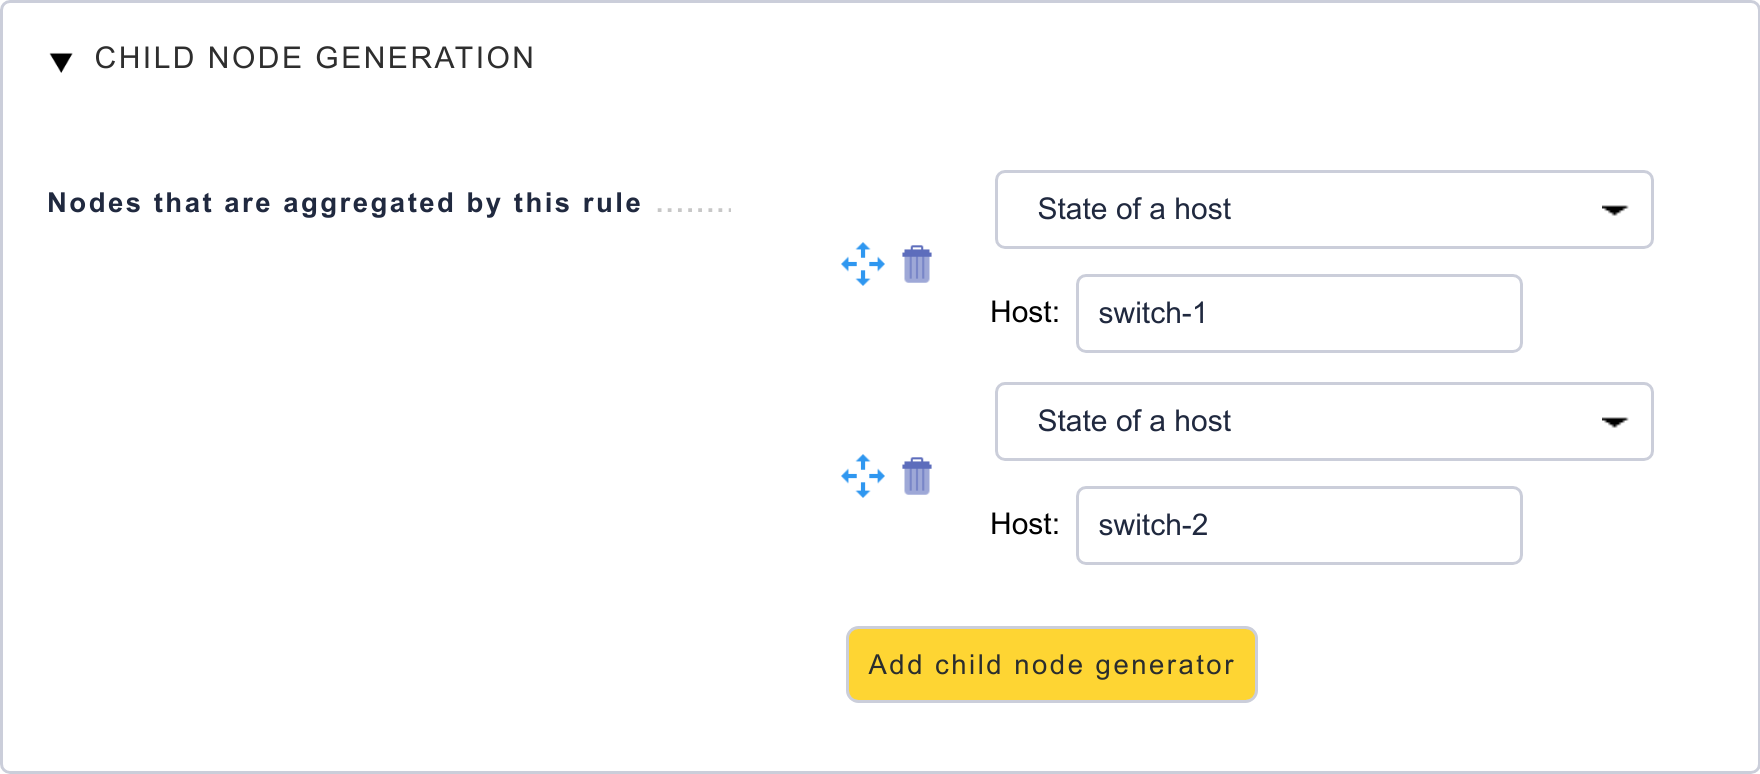 CHILD NODE GENERATION
Nodes that are aggregated by this rule ........
State of a host
Host: switch-1
State of a host
Host: switch-2
Add child node generator